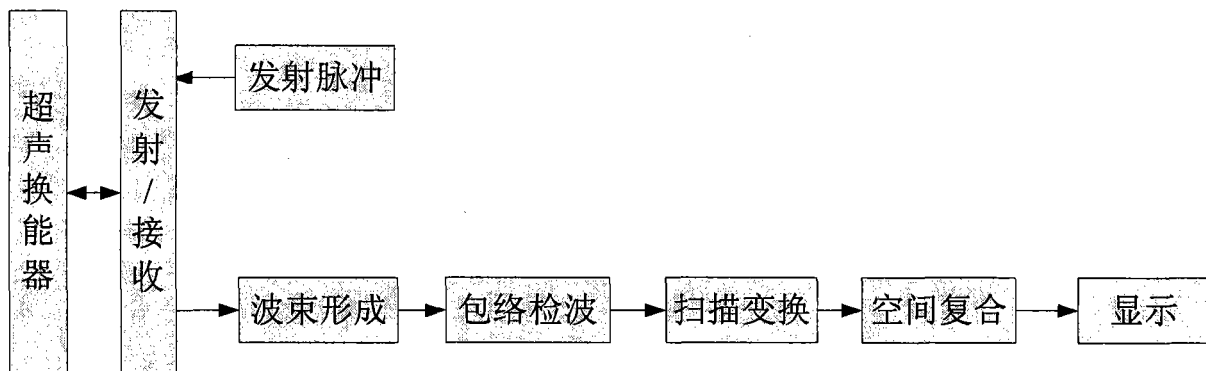 超声换能器
发射/接收
发射脉冲
波束形成
包络检波
扫描变换
空间复合
显示